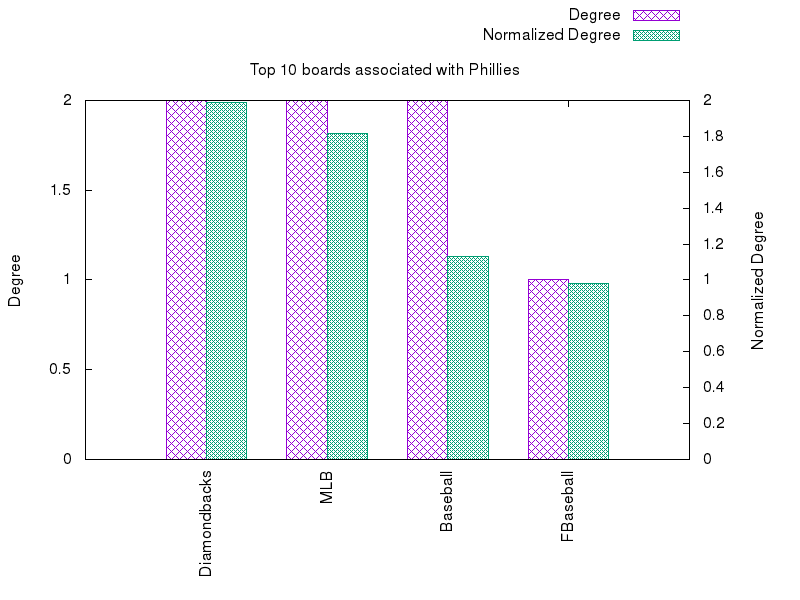 Degree
Normalized Degree
Top 10 boards associated with Phillies
2
1.5
1
0.5
0
Degree
2
1.8
1.6
1.4
1.2
1
0.8
0.6
0.4
0.2
0
Normalized Degree
Diamondbacks
MLB
Baseball
FBaseball